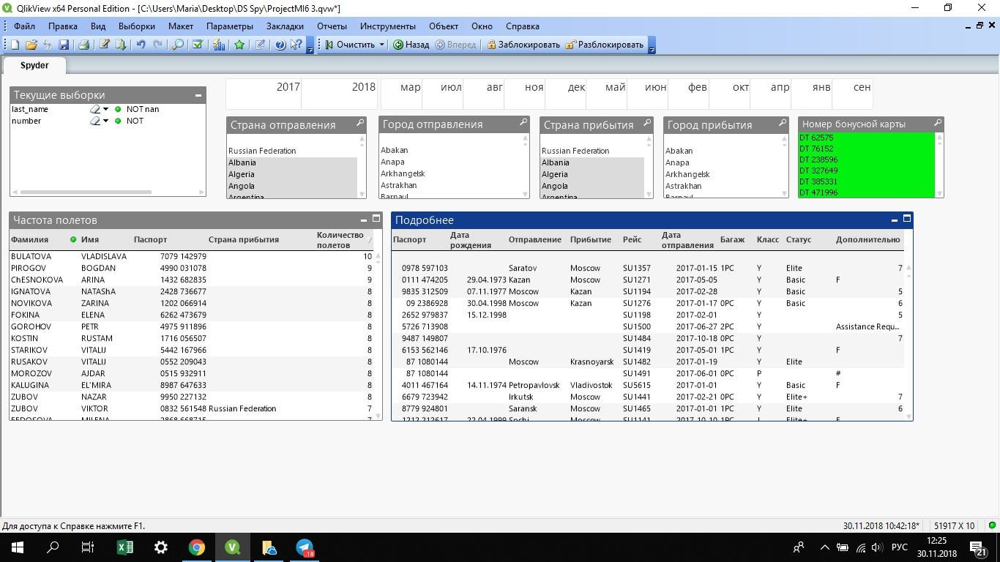 QlikView x64 Personal Edition - [C:\Users\Maria\Desktop\DS Spy\ProjectMI6 3.qvw*]
Файл Правка Вид Выборки Макет Параметры Закладки Отчеты Инструменты Объект Окно Справка
Очистить Назад Вперед Заблокировать Разблокировать
Spyder
2017 2018 мар июл авг ноя дек май июн фев окт апр янв сен
Текущие выборки
last_name NOT nan
number NOT
Страна отправления
Russian Federation
Albania
Algeria
Angola
Argentina
Город отправления
Abakan
Anapa
Arkhangelsk
Astrakhan
Barnaul
Страна прибытия
Russian Federation
Albania
Algeria
Angola
Argentina
Город прибытия
Abakan
Anapa
Arkhangelsk
Astrakhan
Barnaul
Номер бонусной карты
DT 62575
DT 76152
DT 238596
DT 327649
DT 385331
DT 471996
Частота полетов
Фамилия Имя Паспорт Страна прибытия Количество полетов
BULATOVA VLADISLAVA 7079 142979 10
PIROGOV BOGDAN 4990 031078 9
ChESNOKOVA ARINA 1432 682835 9
IGNATOVA NATAShA 2428 736677 8
NOVIKOVA ZARINA 1202 066914 8
FOKINA ELENA 6262 473679 8
GOROHOV PETR 4975 911896 8
KOSTIN RUSTAM 1716 056507 8
STARIKOV VITALIJ 5442 167966 8
RUSAKOV VITALIJ 0552 209043 8
MOROZOV AJDAR 0515 932911 8
KALUGINA EL'MIRA 8987 647633 8
ZUBOV NAZAR 9950 227132 8
ZUBOV VIKTOR 0832 561548 Russian Federation 7
FEDOSOVA MILENA 2868 668715 7
Подробнее
Паспорт Дата рождения Отправление Прибытие Рейс Дата отправления Багаж Класс Статус Дополнительно
0978 597103 Saratov Moscow SU1357 2017-01-15 1PC Y Elite 7
0111 474205 29.04.1973 Kazan Moscow SU1271 2017-05-05 Y Basic F
9835 312509 07.11.1977 Moscow Kazan SU1194 2017-02-28 Y Basic 5
09 2386928 30.04.1998 Moscow Kazan SU1276 2017-01-17 0PC Y Basic 6
2652 979837 15.12.1998 SU1198 2017-02-01 Y 5
5726 713908 SU1500 2017-06-27 2PC Y Assistance Requ...
9487 149807 SU1484 2017-10-18 0PC Y 7
6153 562146 17.10.1976 SU1419 2017-05-01 1PC Y F
87 1080144 Moscow Krasnoyarsk SU1482 2017-01-19 Y Elite
87 1080144 SU1491 2017-06-01 0PC P #
4011 467164 14.11.1974 Petropavlovsk Vladivostok SU5615 2017-01-01 Y Basic F
6679 723942 Irkutsk Moscow SU1441 2017-02-21 0PC Y Elite+ 7
8779 924801 Saransk Moscow SU1465 2017-01-01 1PC Y Elite 6
1212 212617 22.04.1999 Sochi Moscow SU1141 2017-10-10 1PC Elite+
Для доступа к Справке нажмите F1.
30.11.2018 10:42:18* 51917 X 10
18 РУС 12:25
30.11.2018 21